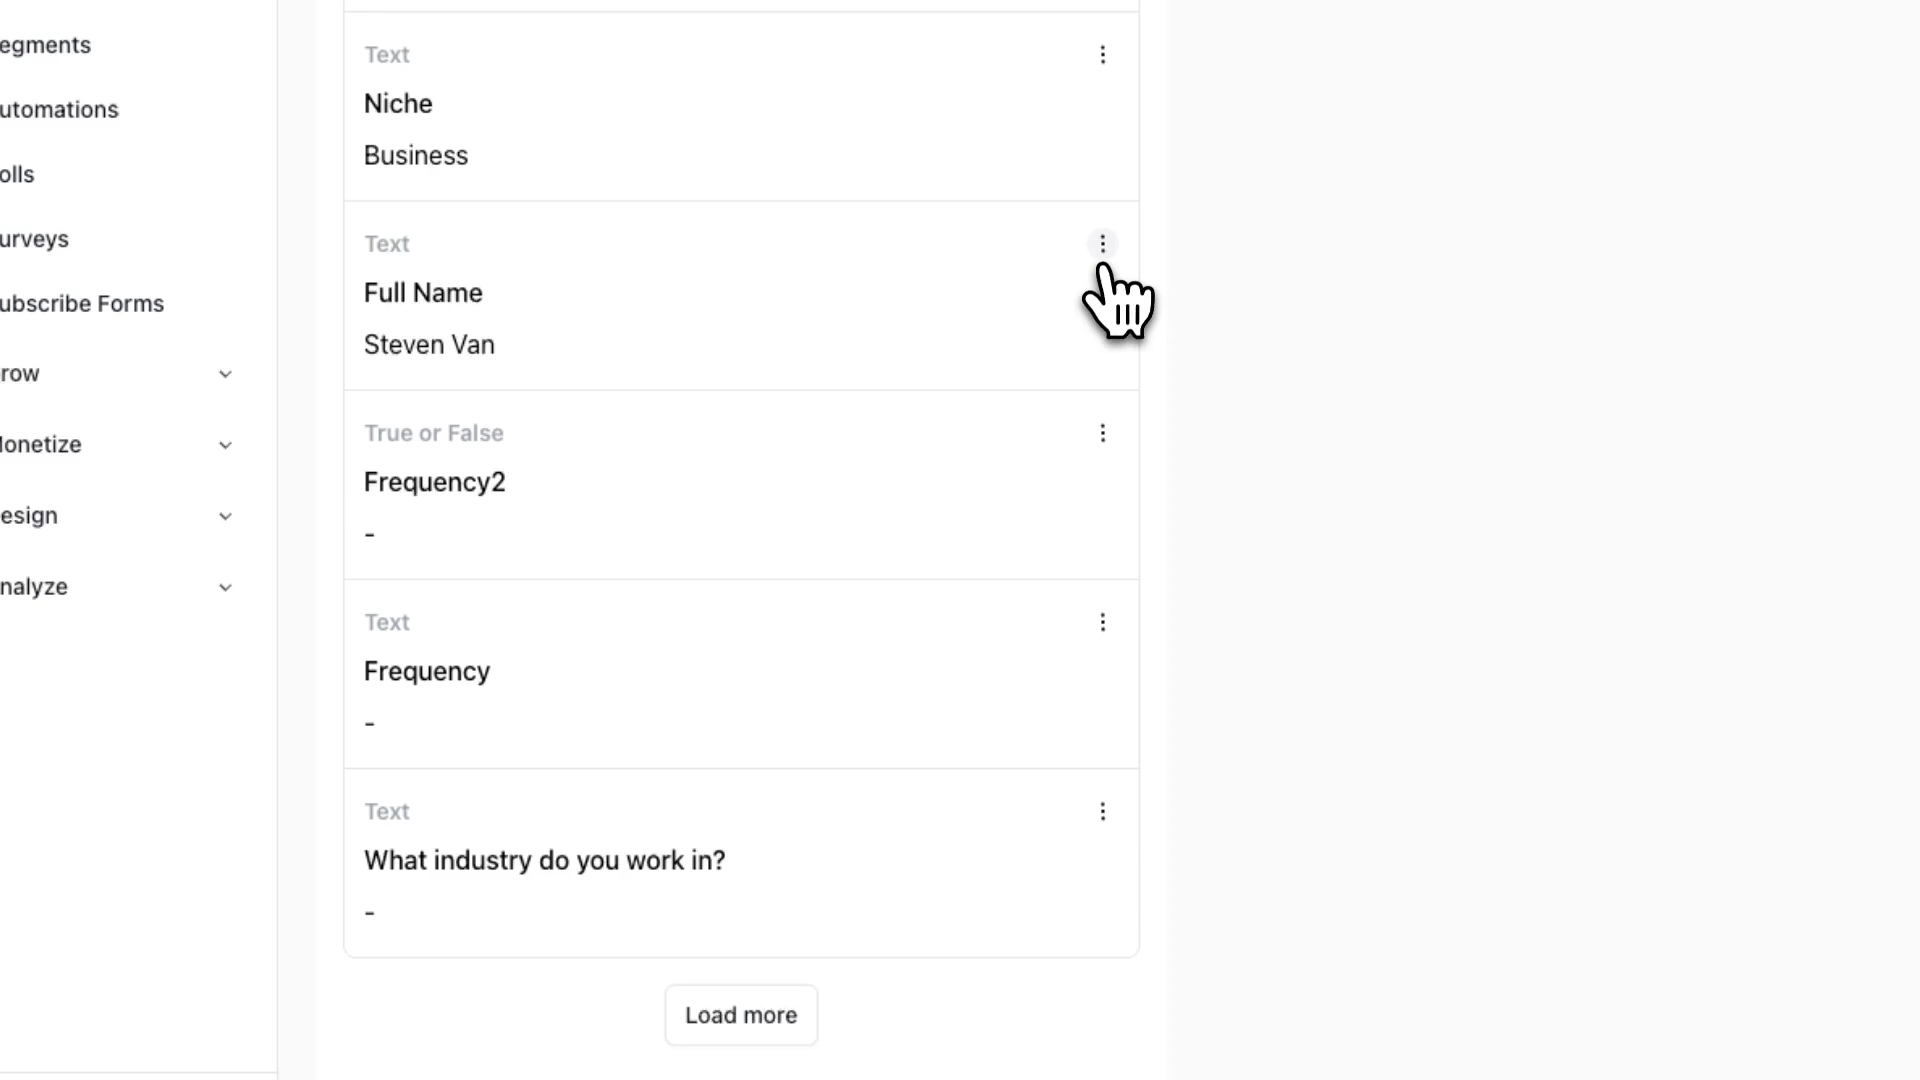 egments
utomations
olls
urveys
ubscribe Forms
row
onetize
esign
nalyze
Text
Niche
Business
Text
Full Name
Steven Van
True or False
Frequency2
-
Text
Frequency
-
Text
What industry do you work in?
-
Load more